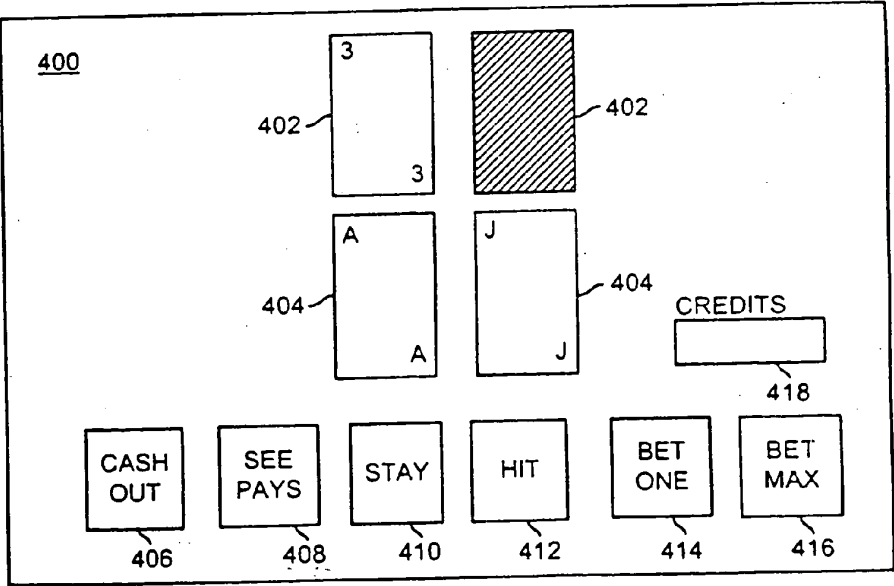 400
3
402
402
3
A
J
404
404
A
J
CREDITS
418
CASH
OUT
SEE
PAYS
STAY
HIT
BET
ONE
BET
MAX
406
408
410
412
414
416